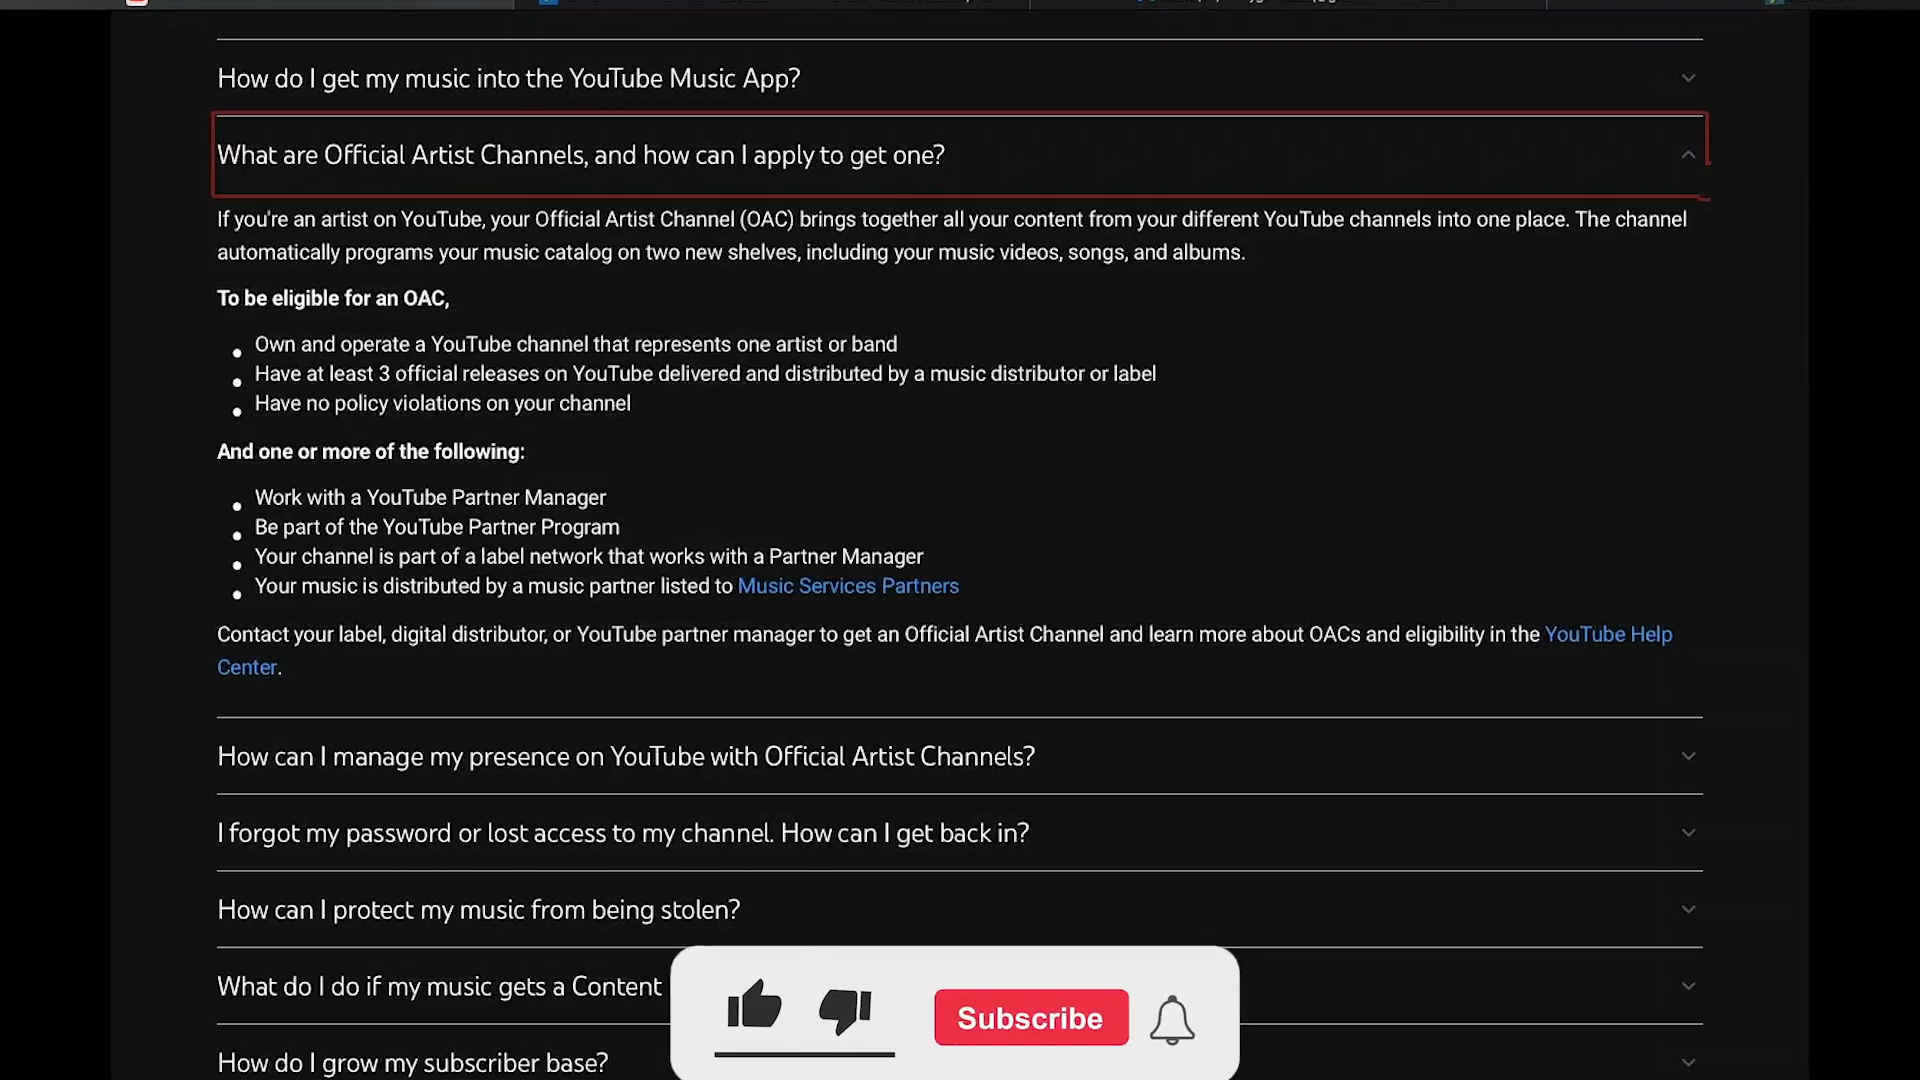 How do I get my music into the YouTube Music App?
What are Official Artist Channels, and how can I apply to get one?
If you're an artist on YouTube, your Official Artist Channel (OAC) brings together all your content from your different YouTube channels into one place. The channel
automatically programs your music catalog on two new shelves, including your music videos, songs, and albums.
To be eligible for an OAC,
Own and operate a YouTube channel that represents one artist or band
Have at least 3 official releases on YouTube delivered and distributed by a music distributor or label
Have no policy violations on your channel
And one or more of the following:
Work with a YouTube Partner Manager
Be part of the YouTube Partner Program
Your channel is part of a label network that works with a Partner Manager
Your music is distributed by a music partner listed to Music Services Partners
Contact your label, digital distributor, or YouTube partner manager to get an Official Artist Channel and learn more about OACs and eligibility in the YouTube Help
Center.
How can I manage my presence on YouTube with Official Artist Channels?
I forgot my password or lost access to my channel. How can I get back in?
How can I protect my music from being stolen?
What do I do if my music gets a Content
Subscribe
How do I grow my subscriber base?